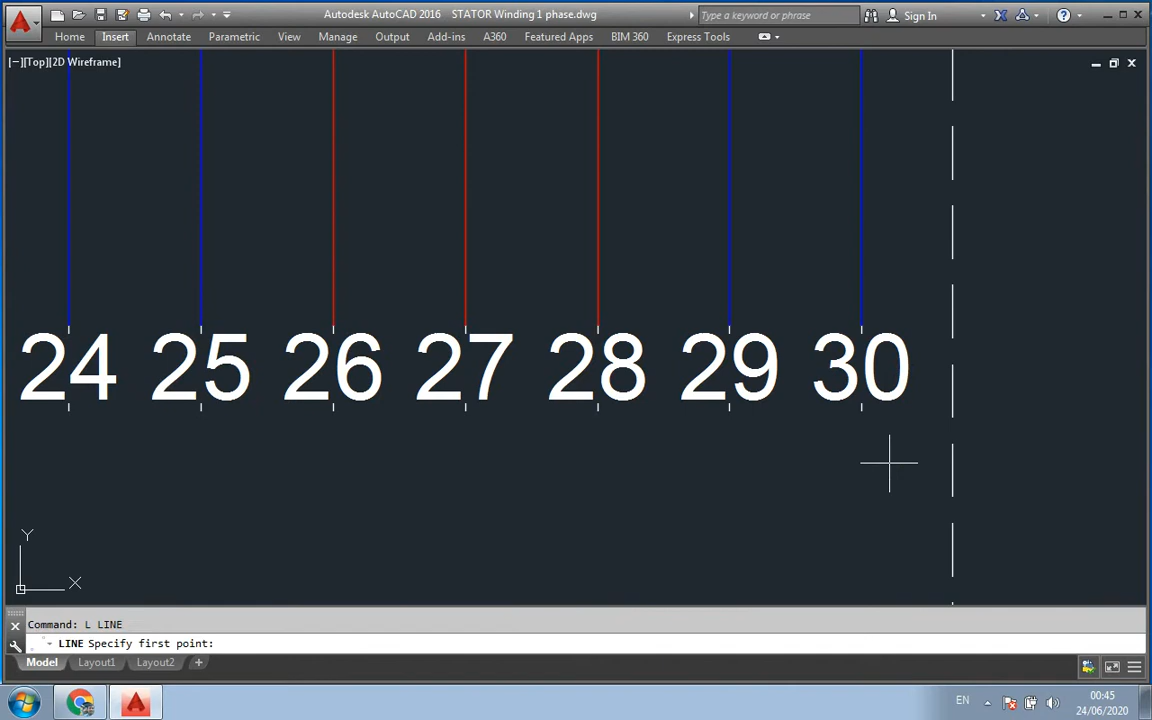 Autodesk AutoCAD 2016 STATOR Winding 1 phase.dwg
Type a keyword or phrase
Sign In
Home Insert Annotate Parametric View Manage Output Add-ins A360 Featured Apps BIM 360 Express Tools
[−][Top][2D Wireframe]
24 25 26 27 28 29 30
Y
X
Command: L LINE
LINE Specify first point:
Model Layout1 Layout2 +
EN
00:45
24/06/2020